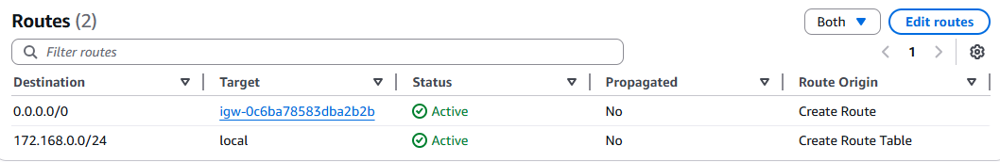 Routes (2)
Both
Edit routes
Filter routes
1
Destination Target Status Propagated Route Origin
0.0.0.0/0 igw-0c6ba78583dba2b2b Active No Create Route
172.168.0.0/24 local Active No Create Route Table